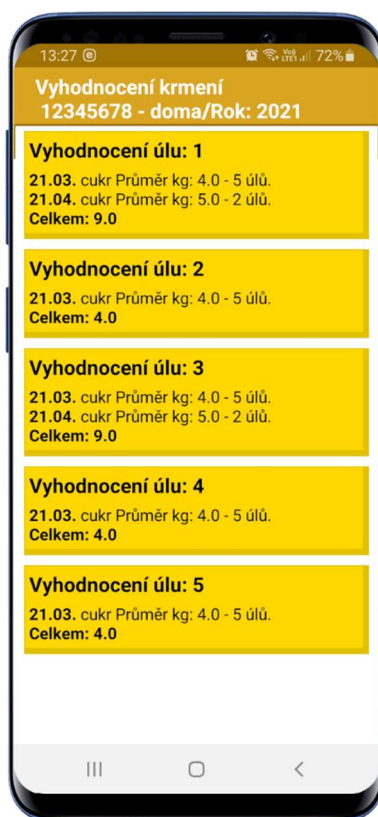 13:27
72%
Vyhodnocení krmení
12345678 - doma/Rok: 2021
Vyhodnocení úlu: 1
21.03. cukr Průměr kg: 4.0 - 5 úlů.
21.04. cukr Průměr kg: 5.0 - 2 úlů.
Celkem: 9.0
Vyhodnocení úlu: 2
21.03. cukr Průměr kg: 4.0 - 5 úlů.
Celkem: 4.0
Vyhodnocení úlu: 3
21.03. cukr Průměr kg: 4.0 - 5 úlů.
21.04. cukr Průměr kg: 5.0 - 2 úlů.
Celkem: 9.0
Vyhodnocení úlu: 4
21.03. cukr Průměr kg: 4.0 - 5 úlů.
Celkem: 4.0
Vyhodnocení úlu: 5
21.03. cukr Průměr kg: 4.0 - 5 úlů.
Celkem: 4.0